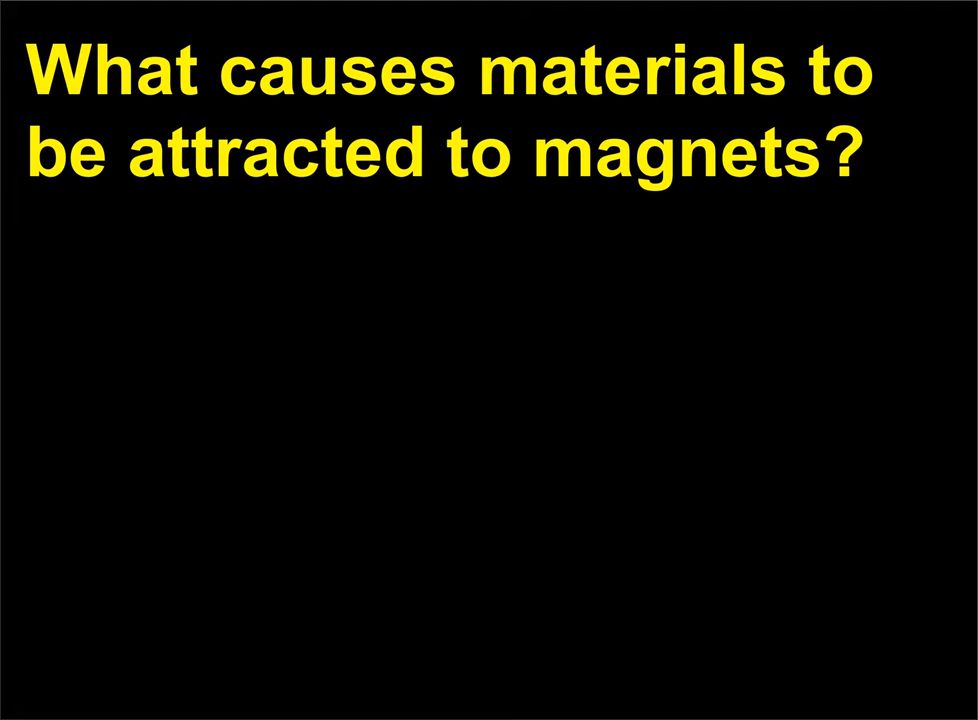 What causes materials to
be attracted to magnets?